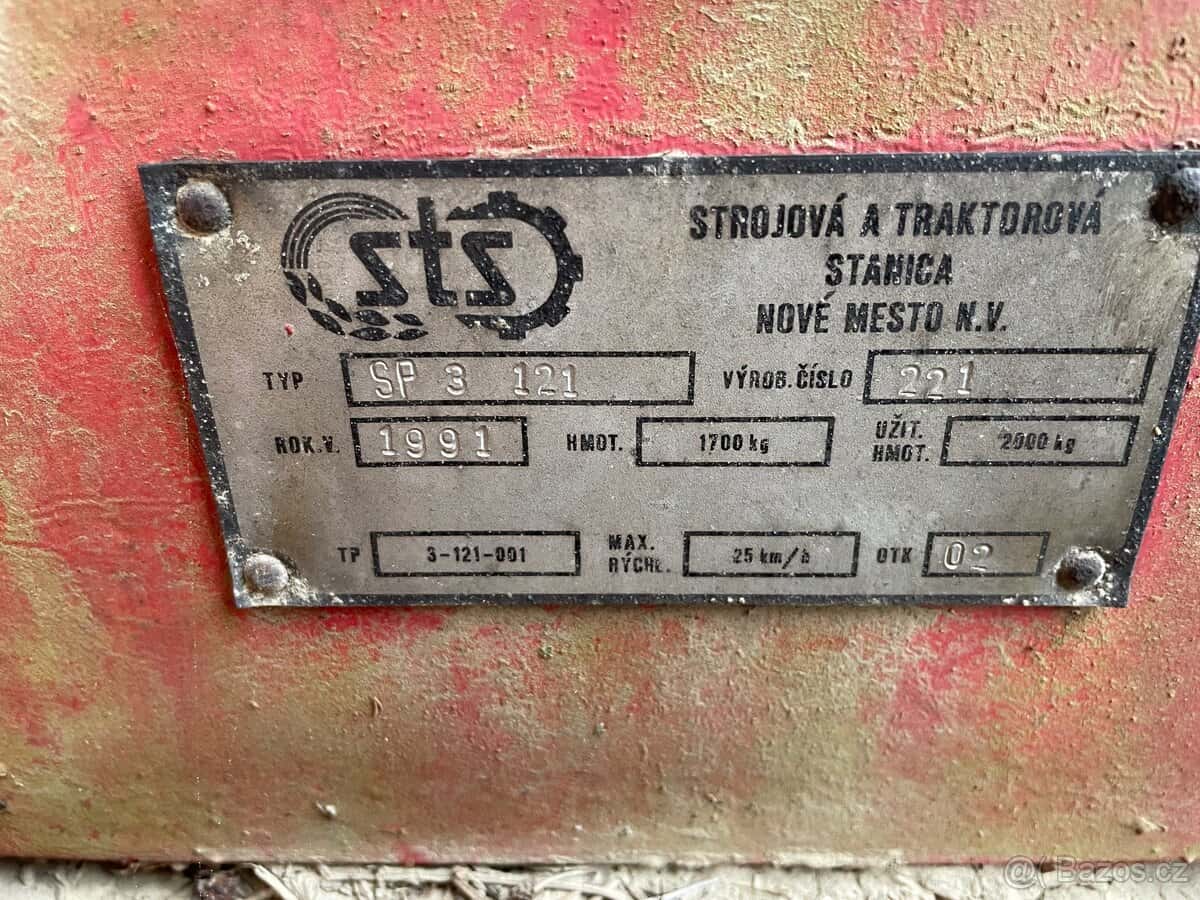 sts
STROJOVÁ A TRAKTOROVÁ
STANICA
NOVÉ MESTO N.V.
TYP SP 3 121 VÝROB. ČÍSLO 221
ROK.V. 1991 HMOT. 1700 kg UŽIT. HMOT. 2000 kg
TP 3-121-001 MAX. RÝCHL. 25 km/h OTK 02
Bazos.cz